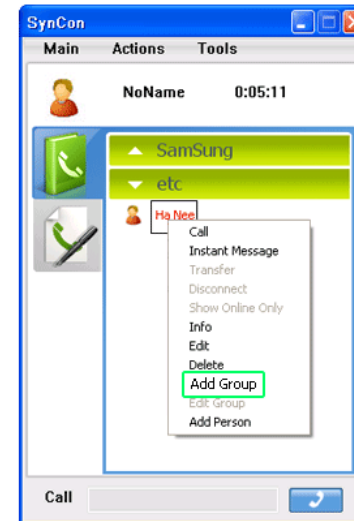 SynCon
Main Actions Tools
NoName 0:05:11
SamSung
etc
Ha Nee
Call
Instant Message
Transfer
Disconnect
Show Online Only
Info
Edit
Delete
Add Group
Edit Group
Add Person
Call